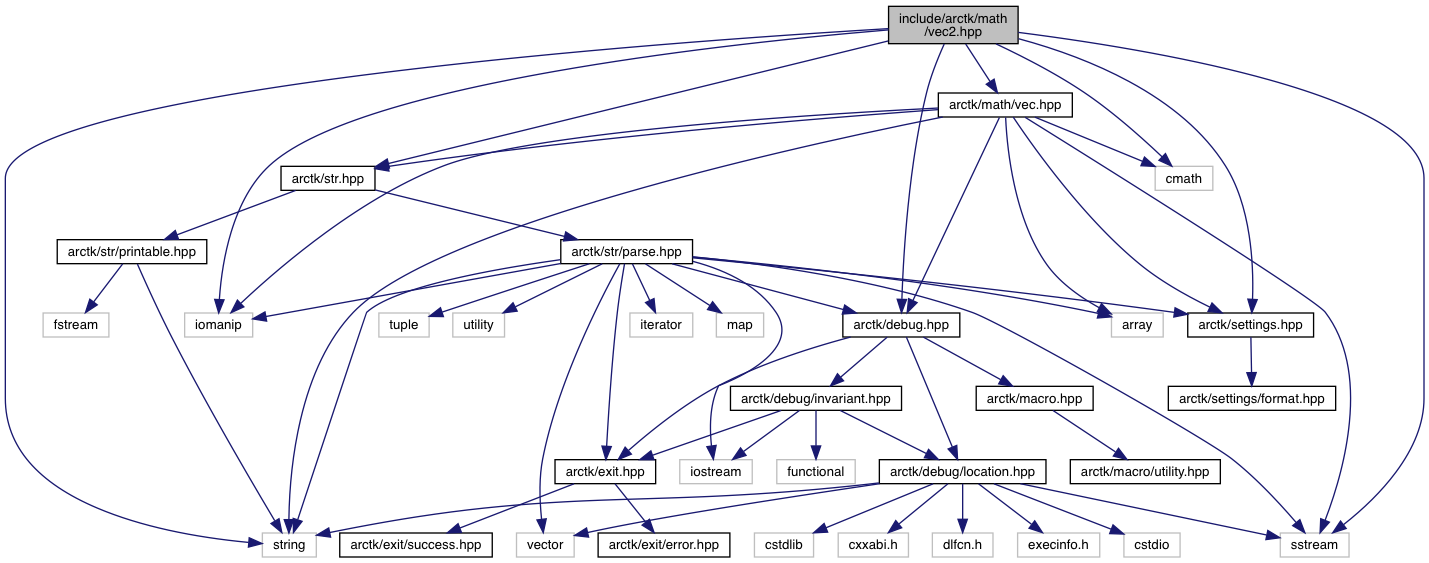 include/arctk/math
/vec2.hpp
arctk/math/vec.hpp
arctk/str.hpp
cmath
arctk/str/printable.hpp
arctk/str/parse.hpp
fstream
iomanip
tuple
utility
iterator
map
arctk/debug.hpp
array
arctk/settings.hpp
arctk/debug/invariant.hpp
arctk/macro.hpp
arctk/settings/format.hpp
arctk/exit.hpp
iostream
functional
arctk/debug/location.hpp
arctk/macro/utility.hpp
string
arctk/exit/success.hpp
vector
arctk/exit/error.hpp
cstdlib
cxxabi.h
dlfcn.h
execinfo.h
cstdio
sstream